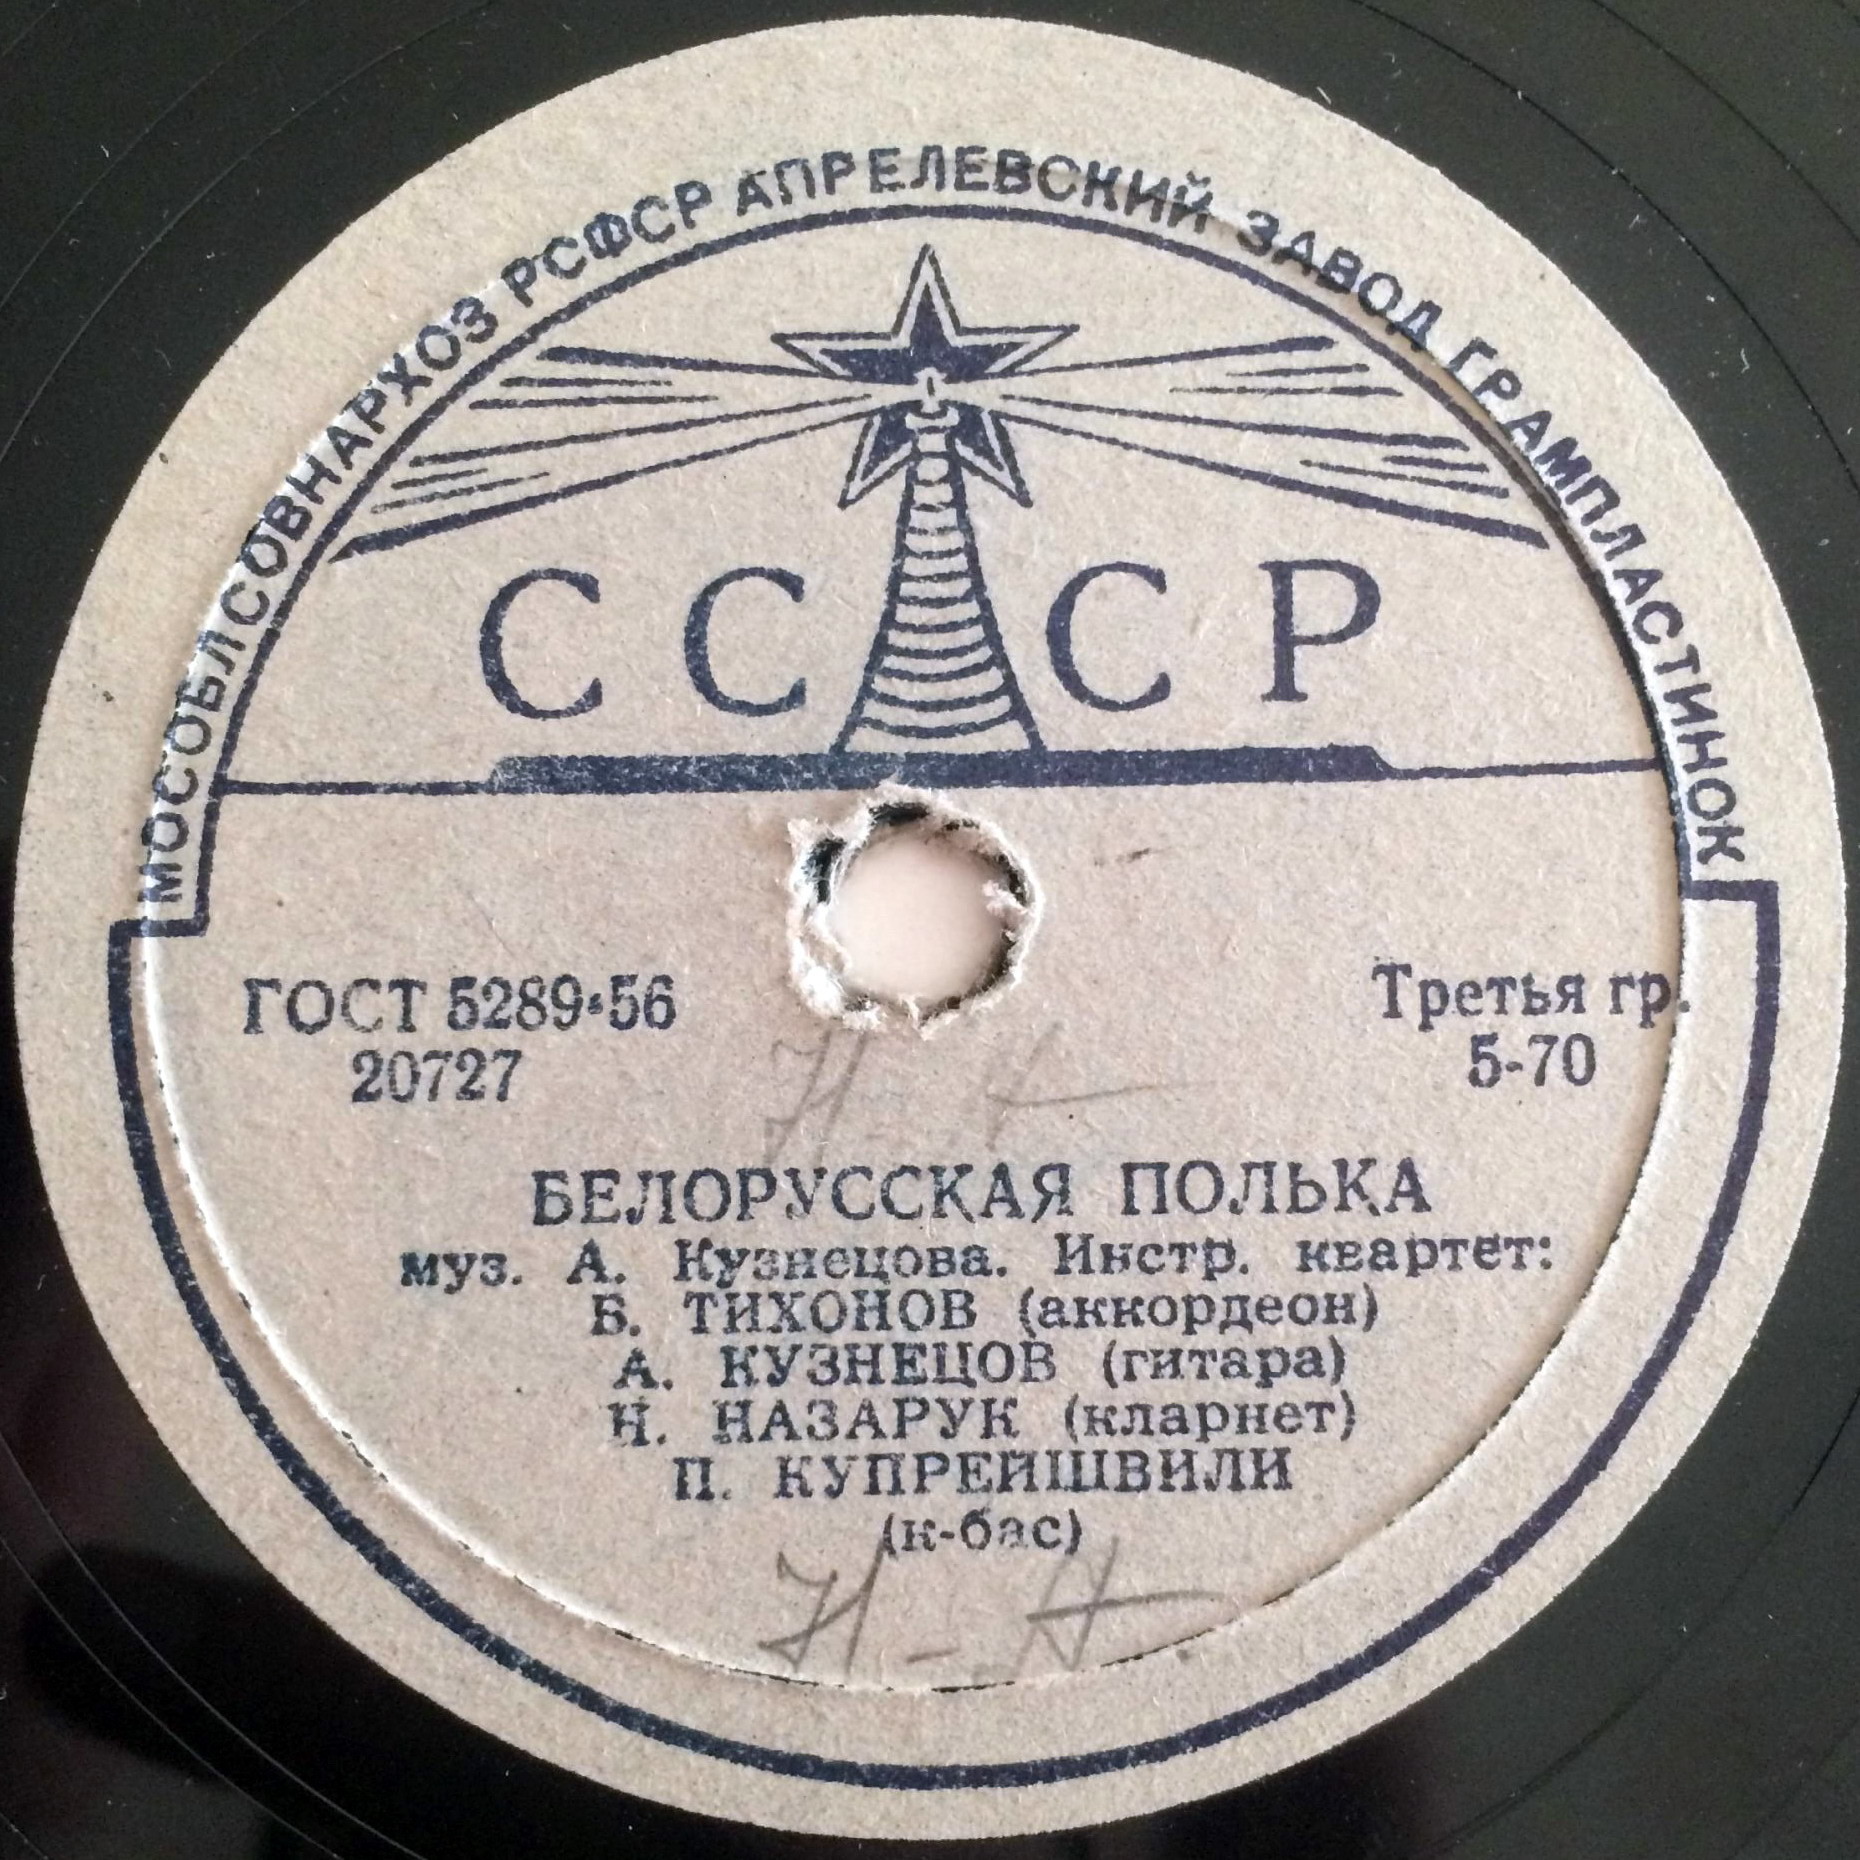 МОСОБЛСОВНАРХОЗ РСФСР АПРЕЛЕВСКИЙ ЗАВОД ГРАМПЛАСТИНОК
СССР
ГОСТ 5289·56
20727
Третья гр.
5-70
БЕЛОРУССКАЯ ПОЛЬКА
муз. А. Кузнецова. Инстр. квартет:
Б. ТИХОНОВ (аккордеон)
А. КУЗНЕЦОВ (гитара)
Н. НАЗАРУК (кларнет)
П. КУПРЕЙШВИЛИ
(к-бас)